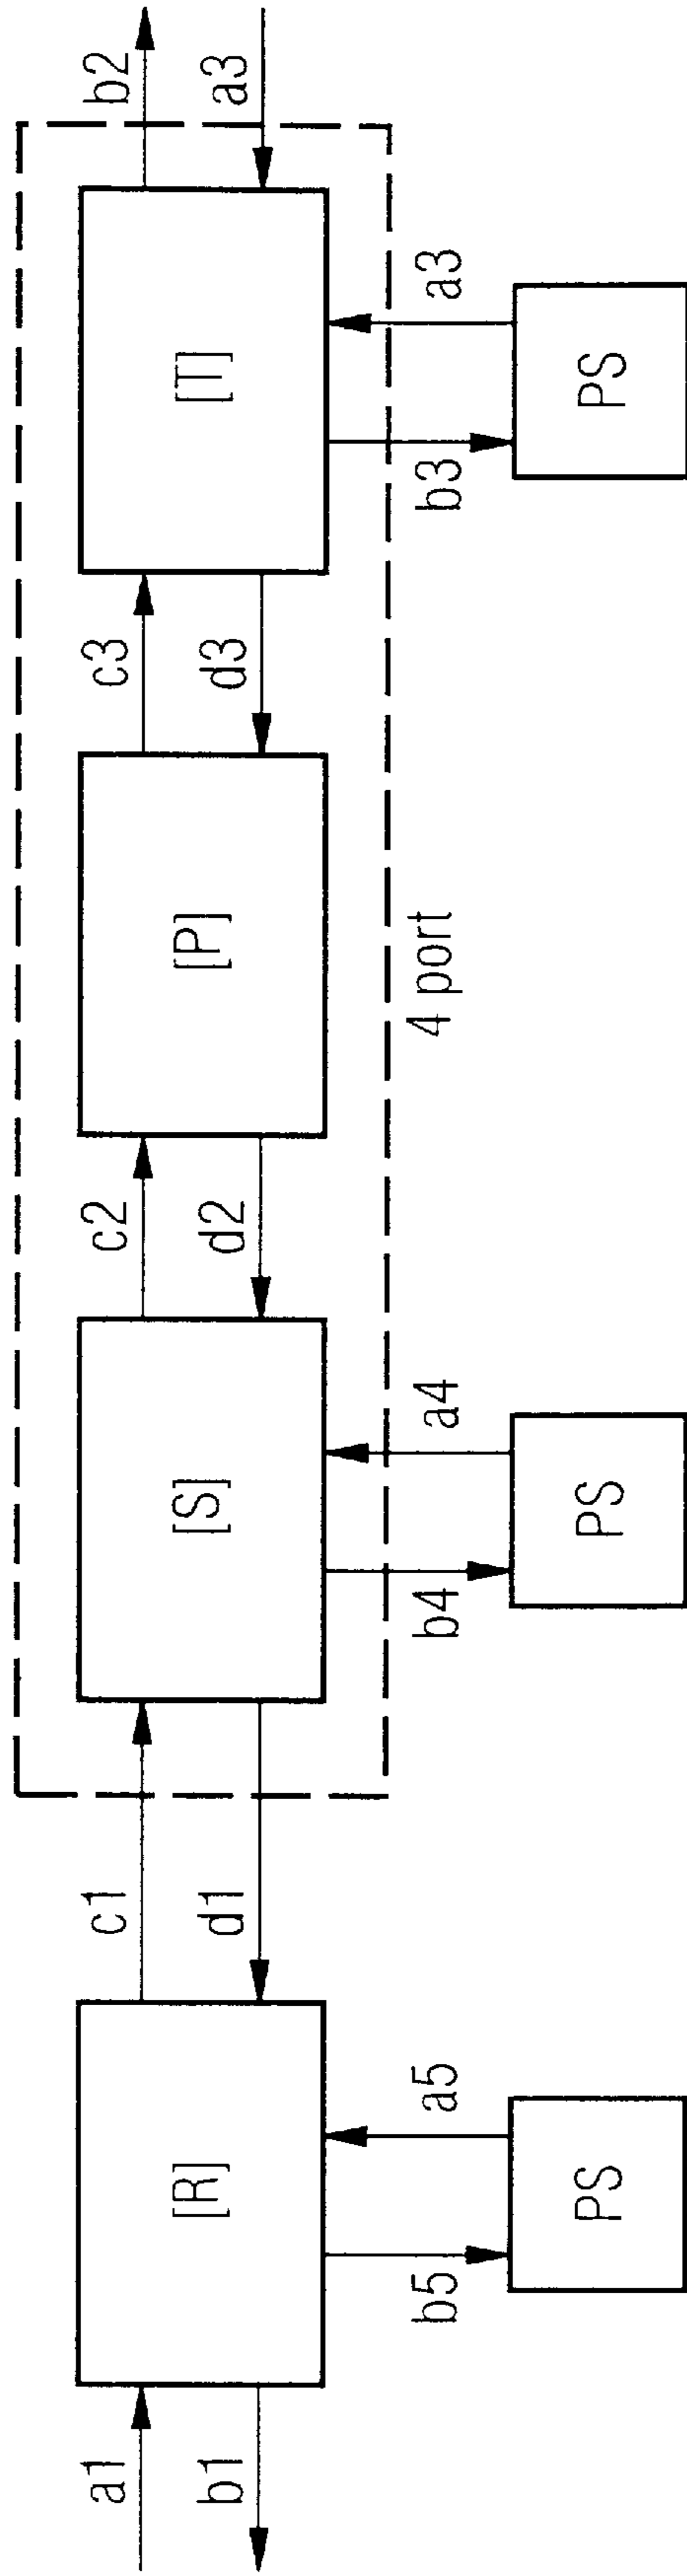 a1
b1
[R]
b5
a5
PS
c1
d1
[S]
b4
a4
PS
c2
d2
[P]
4 port
c3
d3
[T]
b3
a3
PS
b2
a3